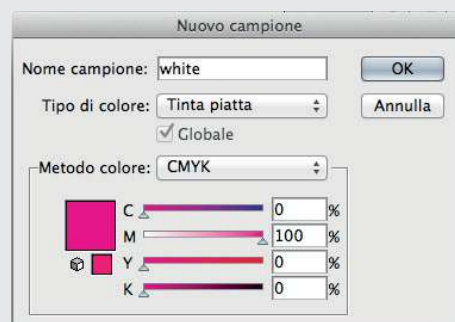 Nuovo campione
Nome campione: white OK
Tipo di colore: Tinta piatta Annulla
Globale
Metodo colore: CMYK
C 0 %
M 100 %
Y 0 %
K 0 %